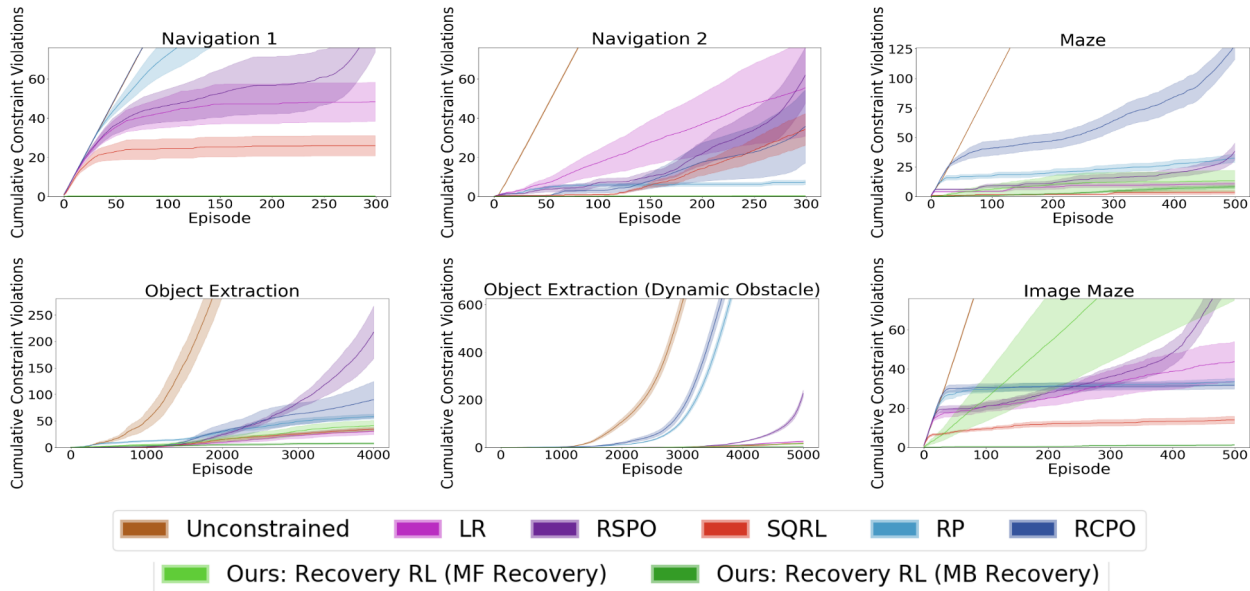 Navigation 1
Cumulative Constraint Violations
60
40
20
0
0 50 100 150 200 250 300
Episode
Navigation 2
Cumulative Constraint Violations
60
40
20
0
0 50 100 150 200 250 300
Episode
Maze
Cumulative Constraint Violations
125
100
75
50
25
0
0 100 200 300 400 500
Episode
Object Extraction
Cumulative Constraint Violations
250
200
150
100
50
0
0 1000 2000 3000 4000
Episode
Object Extraction (Dynamic Obstacle)
Cumulative Constraint Violations
600
400
200
0
0 1000 2000 3000 4000 5000
Episode
Image Maze
Cumulative Constraint Violations
60
40
20
0
0 100 200 300 400 500
Episode
Unconstrained LR RSPO SQRL RP RCPO
Ours: Recovery RL (MF Recovery) Ours: Recovery RL (MB Recovery)